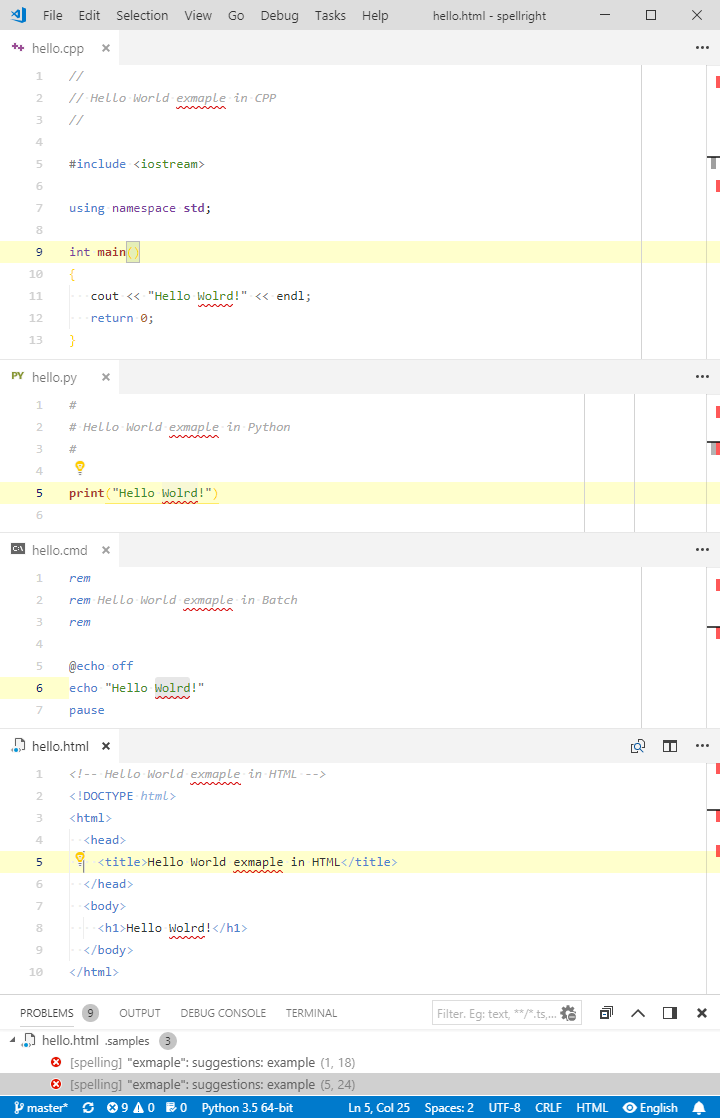 File Edit Selection View Go Debug Tasks Help hello.html - spellright
hello.cpp
1 //
2 // Hello World exmaple in CPP
3 //
4
5 #include <iostream>
6
7 using namespace std;
8
9 int main()
10 {
11 cout << "Hello Wolrd!" << endl;
12 return 0;
13 }
PY hello.py
1 #
2 # Hello World exmaple in Python
3 #
4
5 print("Hello Wolrd!")
6
C:\ hello.cmd
1 rem
2 rem Hello World exmaple in Batch
3 rem
4
5 @echo off
6 echo "Hello Wolrd!"
7 pause
hello.html
1 <!-- Hello World exmaple in HTML -->
2 <!DOCTYPE html>
3 <html>
4 <head>
5 <title>Hello World exmaple in HTML</title>
6 </head>
7 <body>
8 <h1>Hello Wolrd!</h1>
9 </body>
10 </html>
PROBLEMS 9 OUTPUT DEBUG CONSOLE TERMINAL Filter. Eg: text, **/*.ts,...
hello.html .samples 3
[spelling] "exmaple": suggestions: example (1, 18)
[spelling] "exmaple": suggestions: example (5, 24)
master* 9 0 0 Python 3.5 64-bit Ln 5, Col 25 Spaces: 2 UTF-8 CRLF HTML English